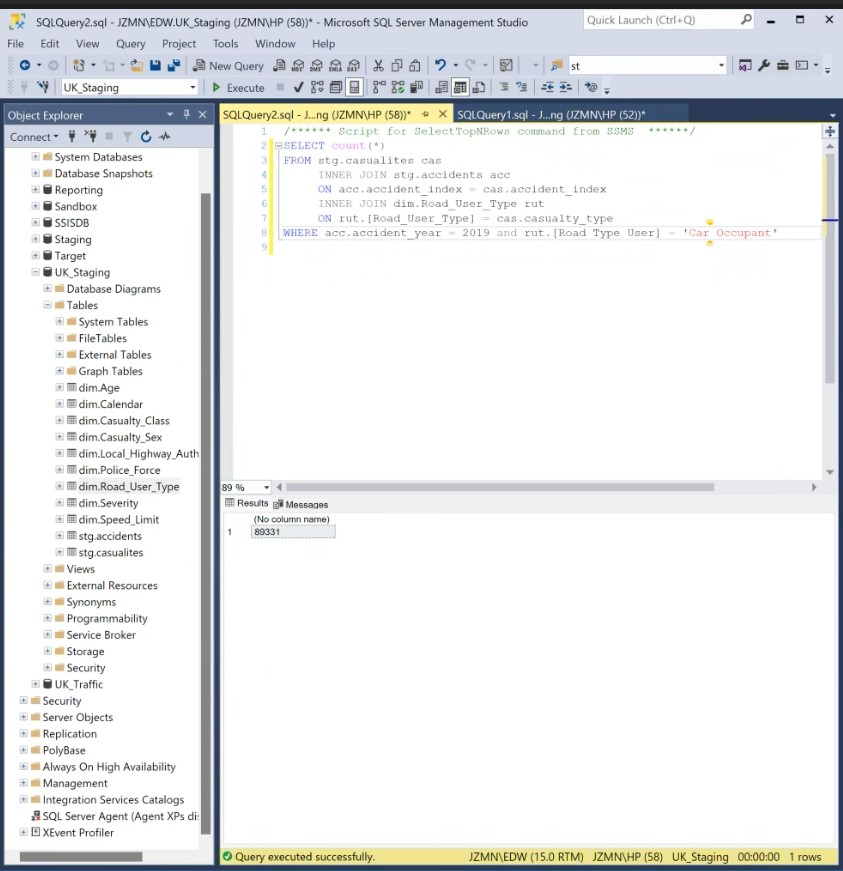 SQLQuery2.sql - JZMN\EDW.UK_Staging (JZMN\HP (58))* - Microsoft SQL Server Management Studio
Quick Launch (Ctrl+Q)
File Edit View Query Project Tools Window Help
New Query
MDX DMX XMLA DAX
st
UK_Staging
Execute
Object Explorer
SQLQuery2.sql - J...ng (JZMN\HP (58))*
SQLQuery1.sql - J...ng (JZMN\HP (52))*
Connect
System Databases
Database Snapshots
Reporting
Sandbox
SSISDB
Staging
Target
UK_Staging
Database Diagrams
Tables
System Tables
FileTables
External Tables
Graph Tables
dim.Age
dim.Calendar
dim.Casualty_Class
dim.Casualty_Sex
dim.Local_Highway_Auth
dim.Police_Force
dim.Road_User_Type
dim.Severity
dim.Speed_Limit
stg.accidents
stg.casualites
Views
External Resources
Synonyms
Programmability
Service Broker
Storage
Security
UK_Traffic
Security
Server Objects
Replication
PolyBase
Always On High Availability
Management
Integration Services Catalogs
SQL Server Agent (Agent XPs di:
XEvent Profiler
1 /****** Script for SelectTopNRows command from SSMS ******/
2 SELECT count(*)
3 FROM stg.casualites cas
4 INNER JOIN stg.accidents acc
5 ON acc.accident_index = cas.accident_index
6 INNER JOIN dim.Road_User_Type rut
7 ON rut.[Road_User_Type] = cas.casualty_type
8 WHERE acc.accident_year = 2019 and rut.[Road Type User] = 'Car Occupant'
9
89 %
Results Messages
(No column name)
1 89331
Query executed successfully.
JZMN\EDW (15.0 RTM) JZMN\HP (58) UK_Staging 00:00:00 1 rows